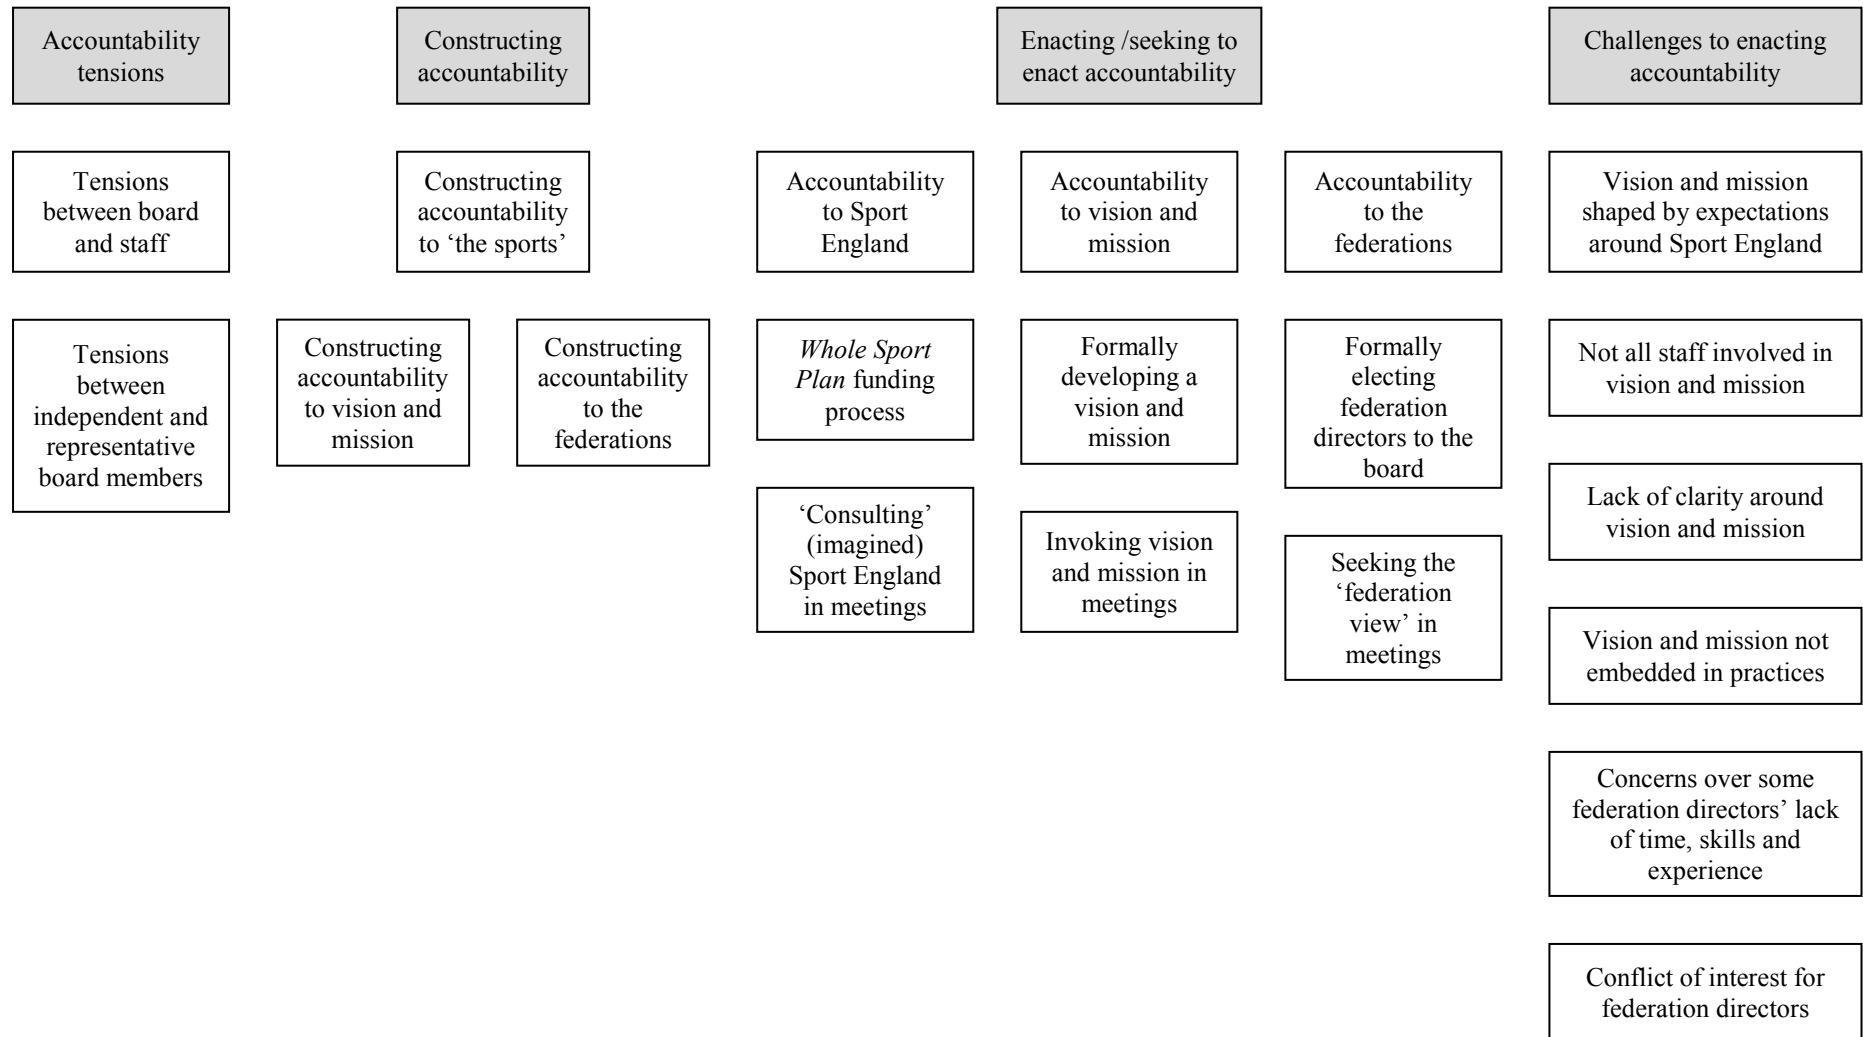 Accountability
tensions
Constructing
accountability
Enacting /seeking to
enact accountability
Challenges to enacting
accountability
Tensions
between board
and staff
Constructing
accountability
to ‘the sports’
Accountability
to Sport
England
Accountability
to vision and
mission
Accountability
to the
federations
Vision and mission
shaped by expectations
around Sport England
Tensions
between
independent and
representative
board members
Constructing
accountability
to vision and
mission
Constructing
accountability
to the
federations
Whole Sport
Plan funding
process
Formally
developing a
vision and
mission
Formally
electing
federation
directors to the
board
Not all staff involved in
vision and mission
‘Consulting’
(imagined)
Sport England
in meetings
Invoking vision
and mission in
meetings
Seeking the
‘federation
view’ in
meetings
Lack of clarity around
vision and mission
Vision and mission not
embedded in practices
Concerns over some
federation directors’ lack
of time, skills and
experience
Conflict of interest for
federation directors